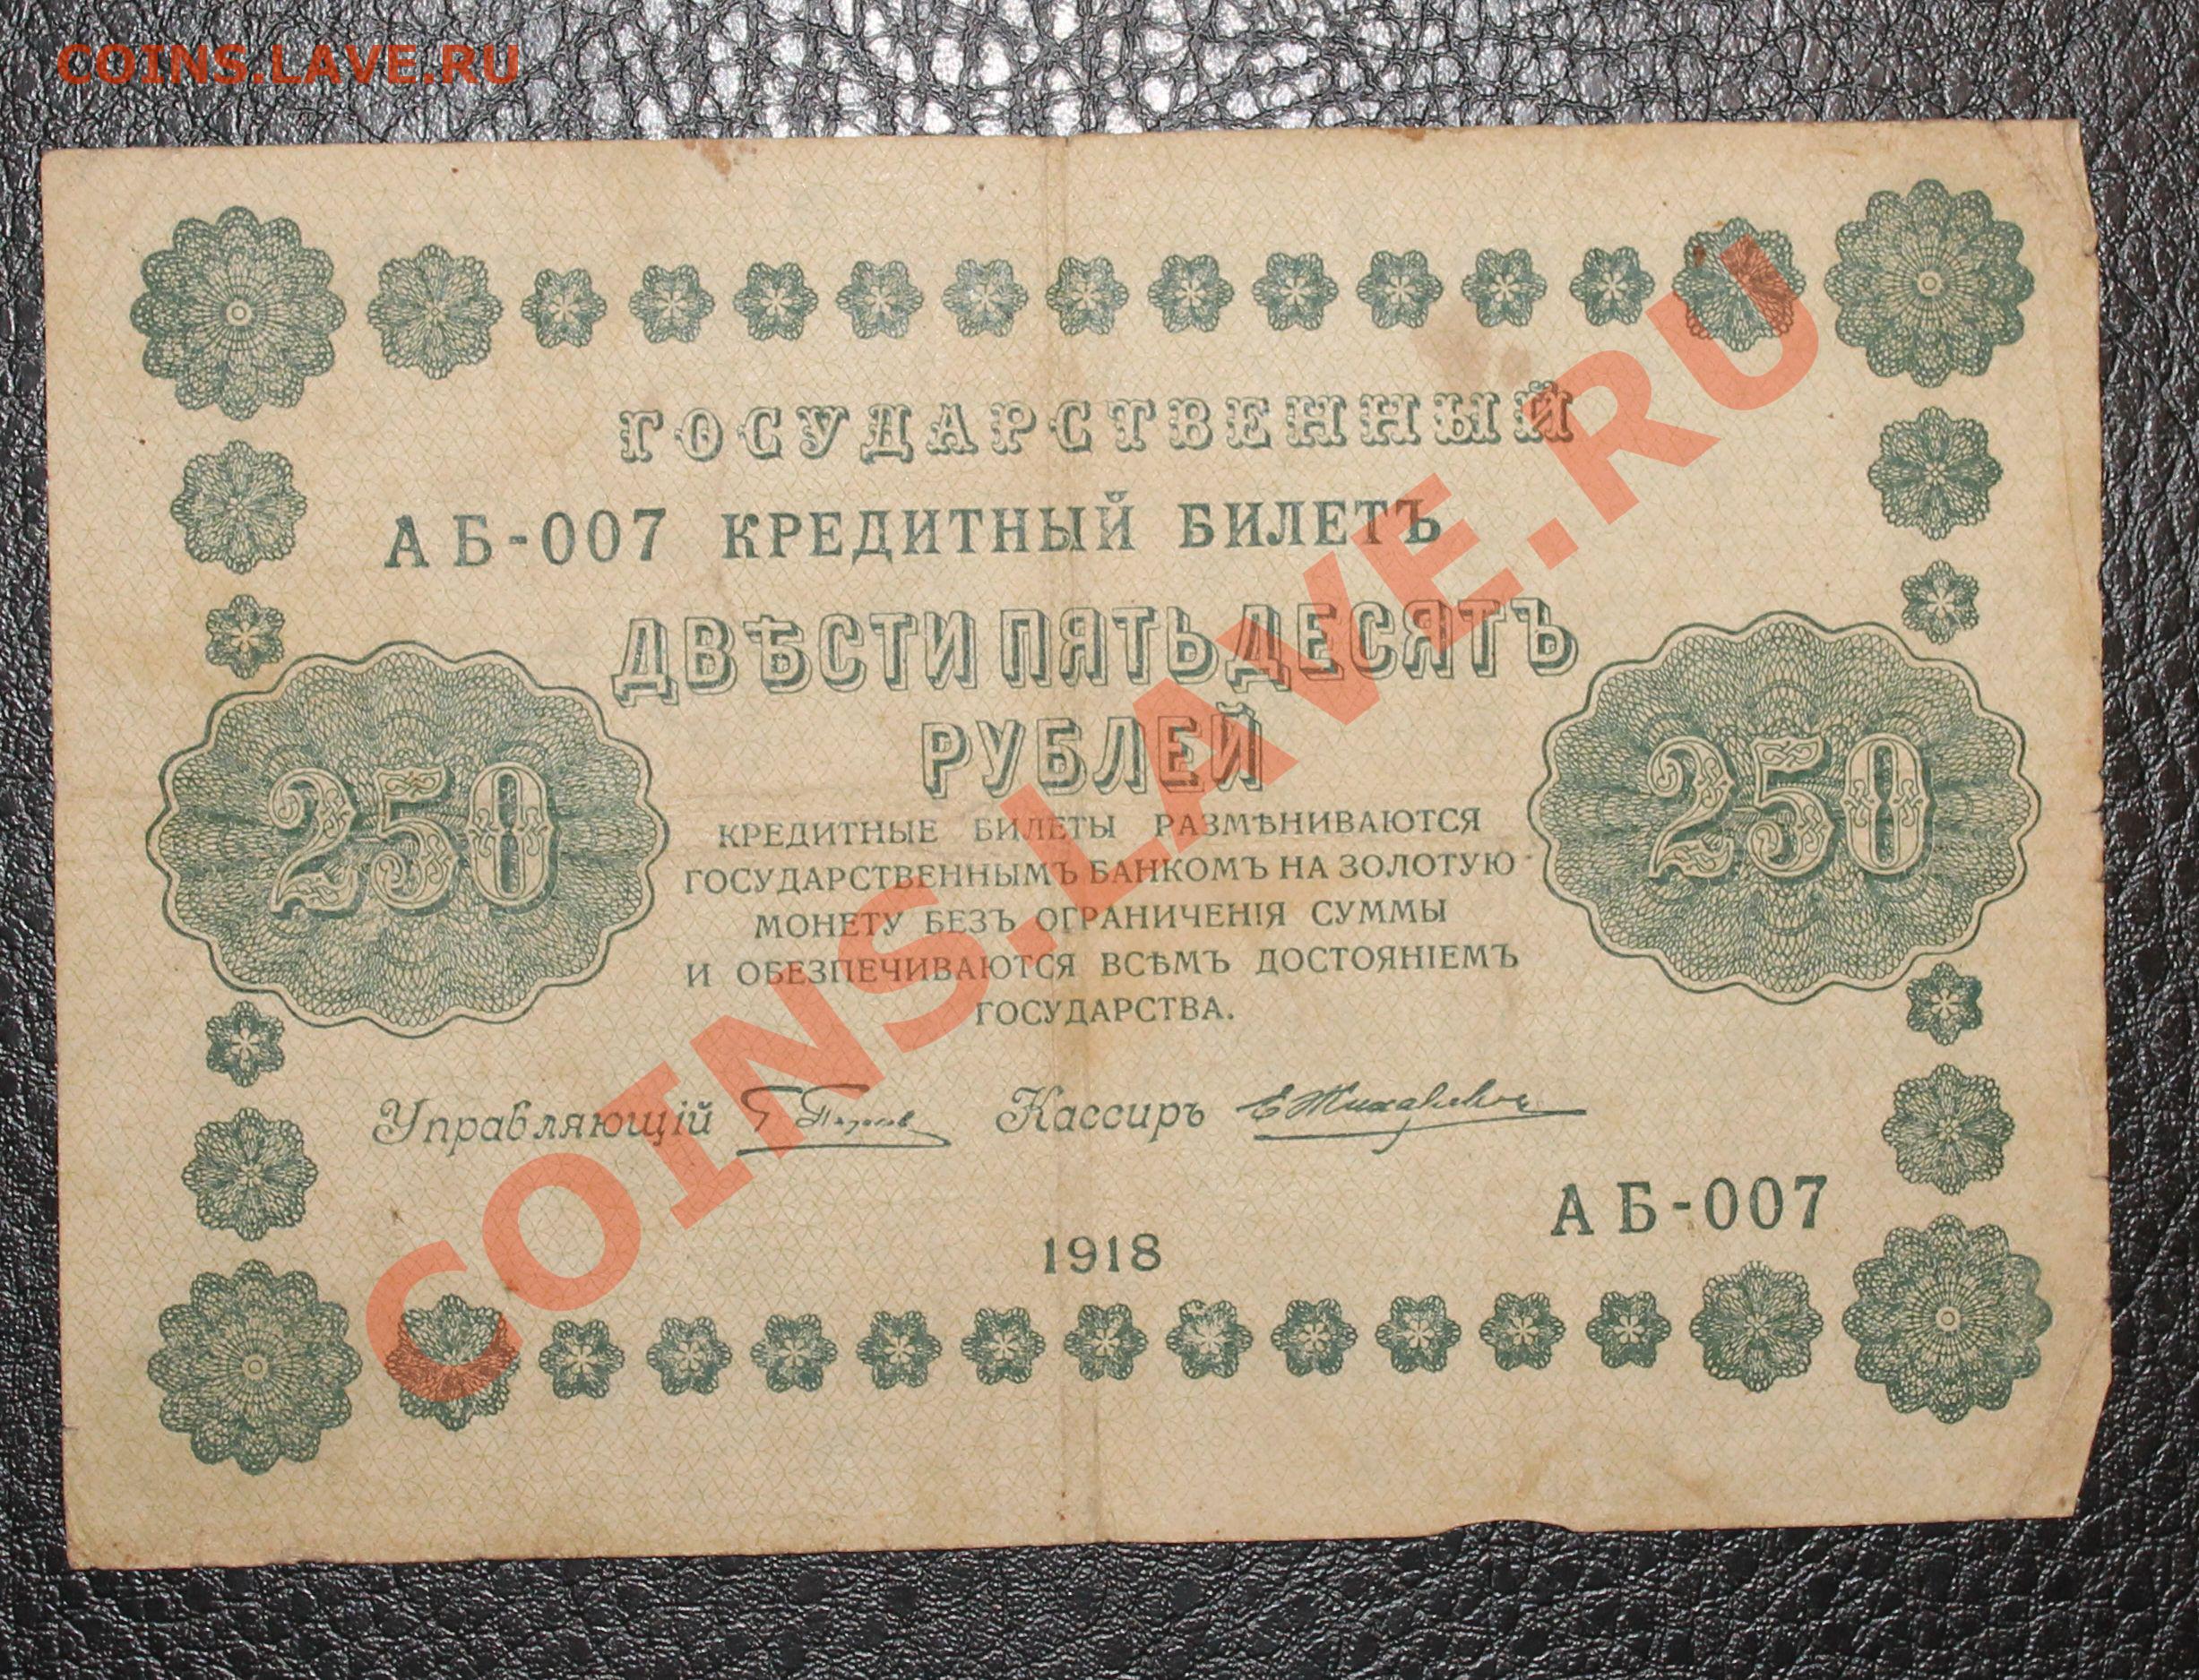 COINS.LAVE.RU
ГОСУДАРСТВЕННЫЙ
АБ-007 КРЕДИТНЫЙ БИЛЕТЪ
ДВѢСТИ ПЯТЬДЕСЯТЪ
РУБЛЕЙ
250
250
КРЕДИТНЫЕ БИЛЕТЫ РАЗМѢНИВАЮТСЯ
ГОСУДАРСТВЕННЫМЪ БАНКОМЪ НА ЗОЛОТУЮ
МОНЕТУ БЕЗЪ ОГРАНИЧЕНІЯ СУММЫ
И ОБЕЗПЕЧИВАЮТСЯ ВСѢМЪ ДОСТОЯНІЕМЪ
ГОСУДАРСТВА.
Управляющій Кассиръ
АБ-007
1918
COINS.LAVE.RU